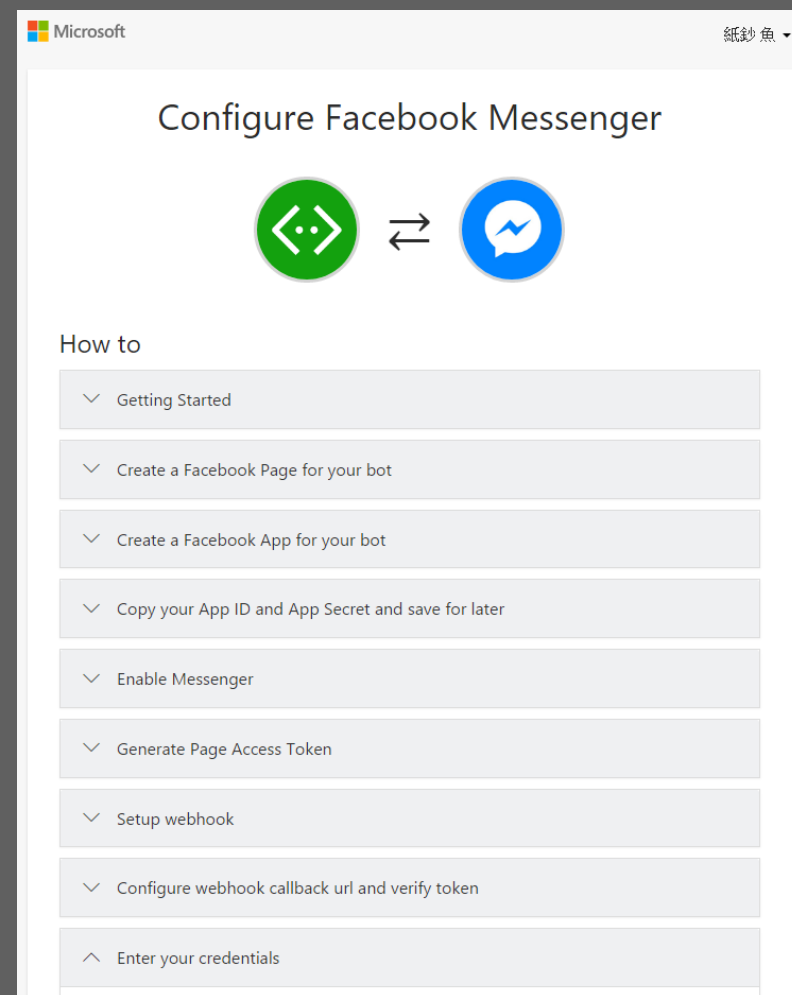 Microsoft
紙鈔 魚
Configure Facebook Messenger
How to
Getting Started
Create a Facebook Page for your bot
Create a Facebook App for your bot
Copy your App ID and App Secret and save for later
Enable Messenger
Generate Page Access Token
Setup webhook
Configure webhook callback url and verify token
Enter your credentials